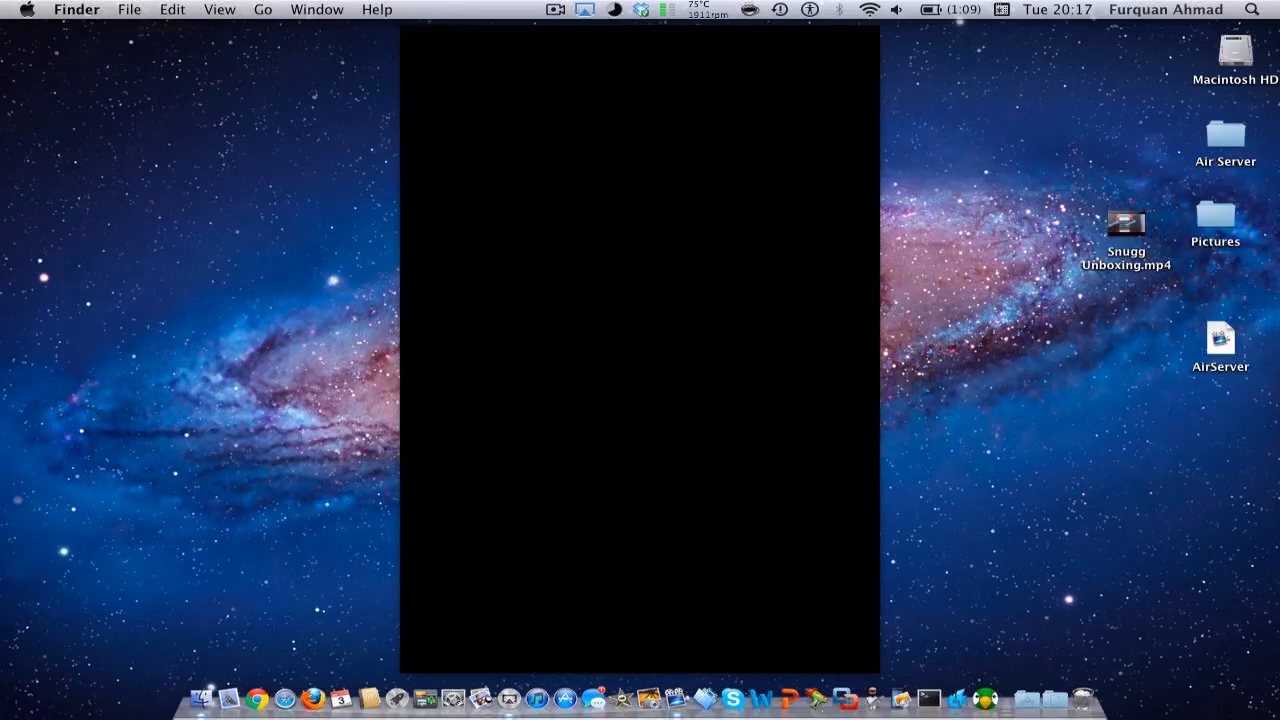 Finder File Edit View Go Window Help 75°C 1911rpm (1:09) Tue 20:17 Furquan Ahmad
Macintosh HD
Air Server
Pictures
Snugg
Unboxing.mp4
AirServer
3